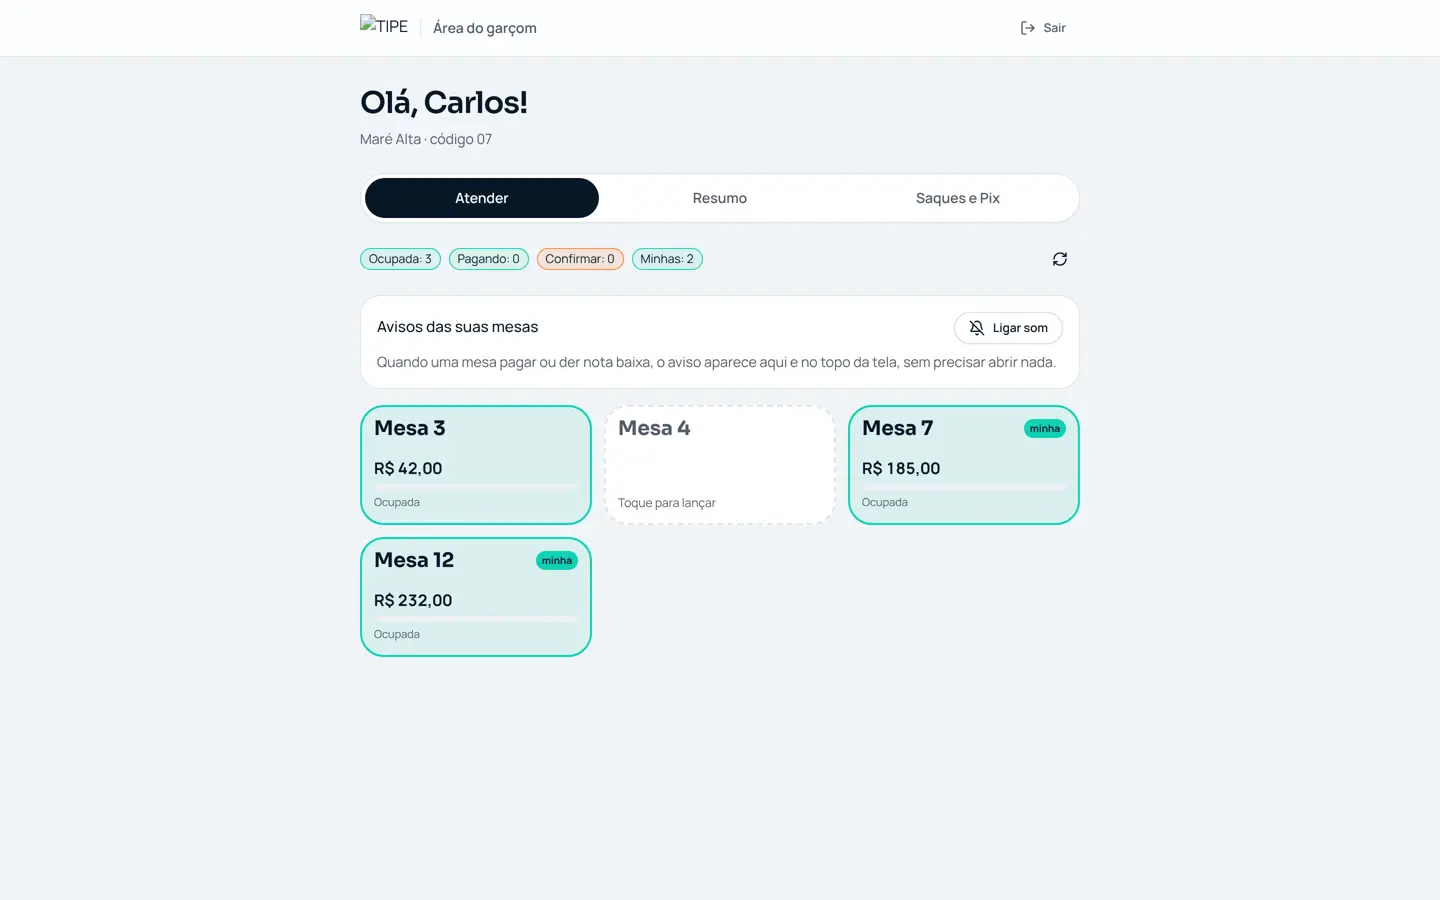 TIPE
Área do garçom
Sair
Olá, Carlos!
Maré Alta · código 07
Atender
Resumo
Saques e Pix
Ocupada: 3
Pagando: 0
Confirmar: 0
Minhas: 2
Avisos das suas mesas
Ligar som
Quando uma mesa pagar ou der nota baixa, o aviso aparece aqui e no topo da tela, sem precisar abrir nada.
Mesa 3
R$ 42,00
Ocupada
Mesa 4
Toque para lançar
Mesa 7
minha
R$ 185,00
Ocupada
Mesa 12
minha
R$ 232,00
Ocupada